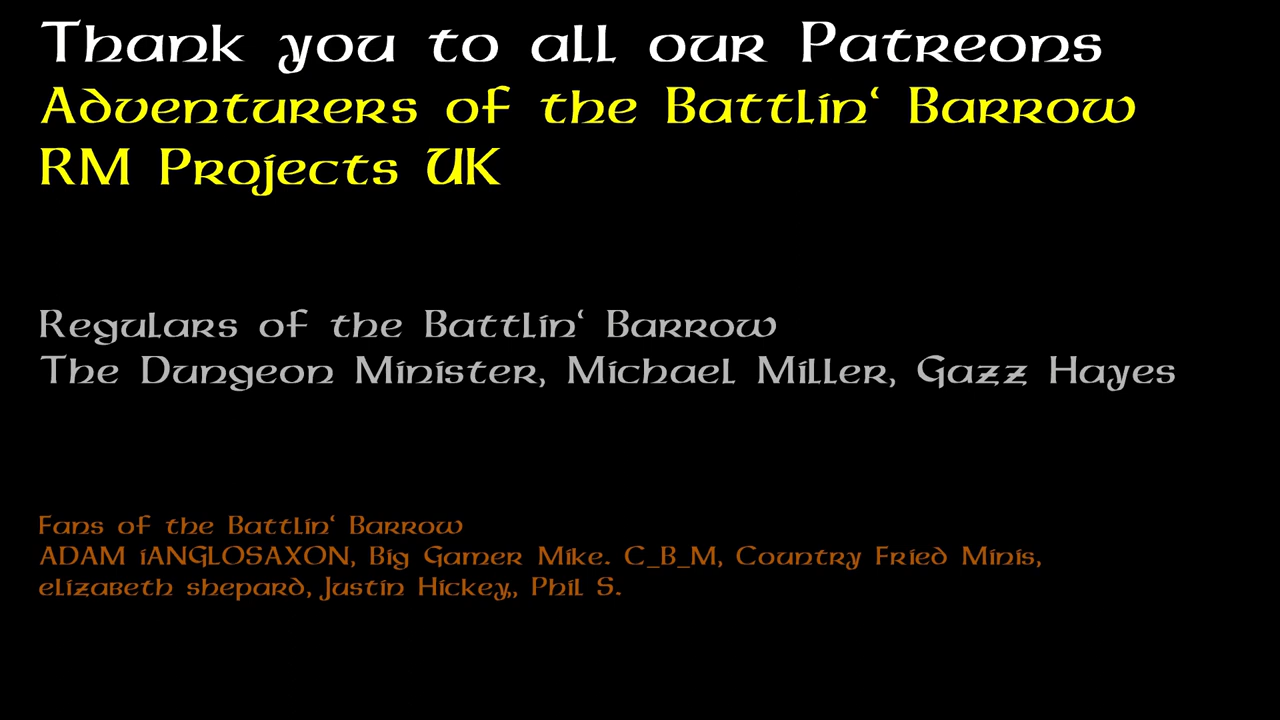 Thank you to all our Patreons
Adventurers of the Battlin‘ Barrow
RM Projects UK
Regulars of the Battlin‘ Barrow
The Dungeon Minister, Michael Miller, Gazz Hayes
Fans of the Battlin‘ Barrow
ADAM iANGLOSAXON, Big Gamer Mike. C_B_M, Country Fried Minis,
elizabeth shepard, Justin Hickey,, Phil S.